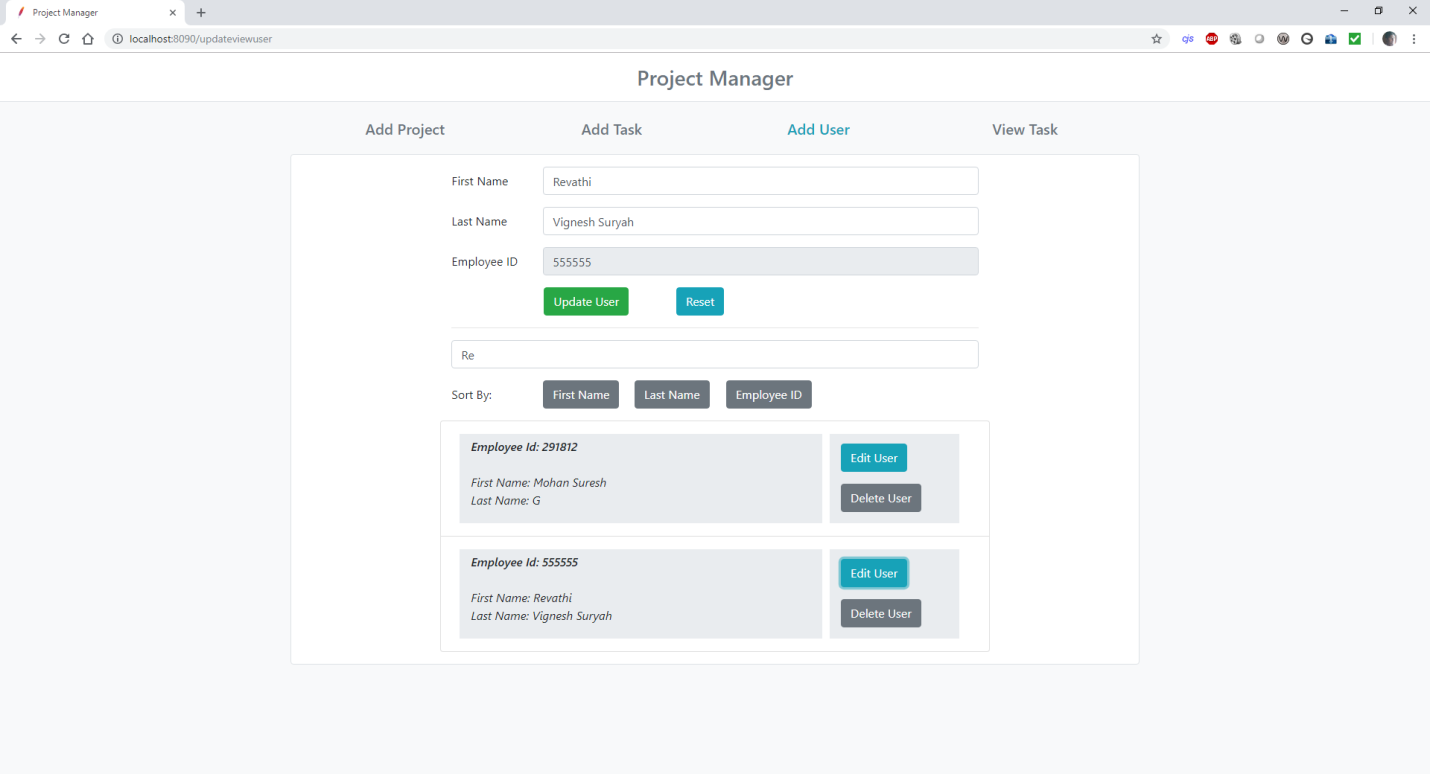 Project Manager
localhost:8090/updateviewuser
cjs ABP
Project Manager
Add Project Add Task Add User View Task
First Name Revathi
Last Name Vignesh Suryah
Employee ID 555555
Update User Reset
Re
Sort By: First Name Last Name Employee ID
Employee Id: 291812
Edit User
First Name: Mohan Suresh
Delete User
Last Name: G
Employee Id: 555555
Edit User
First Name: Revathi
Delete User
Last Name: Vignesh Suryah